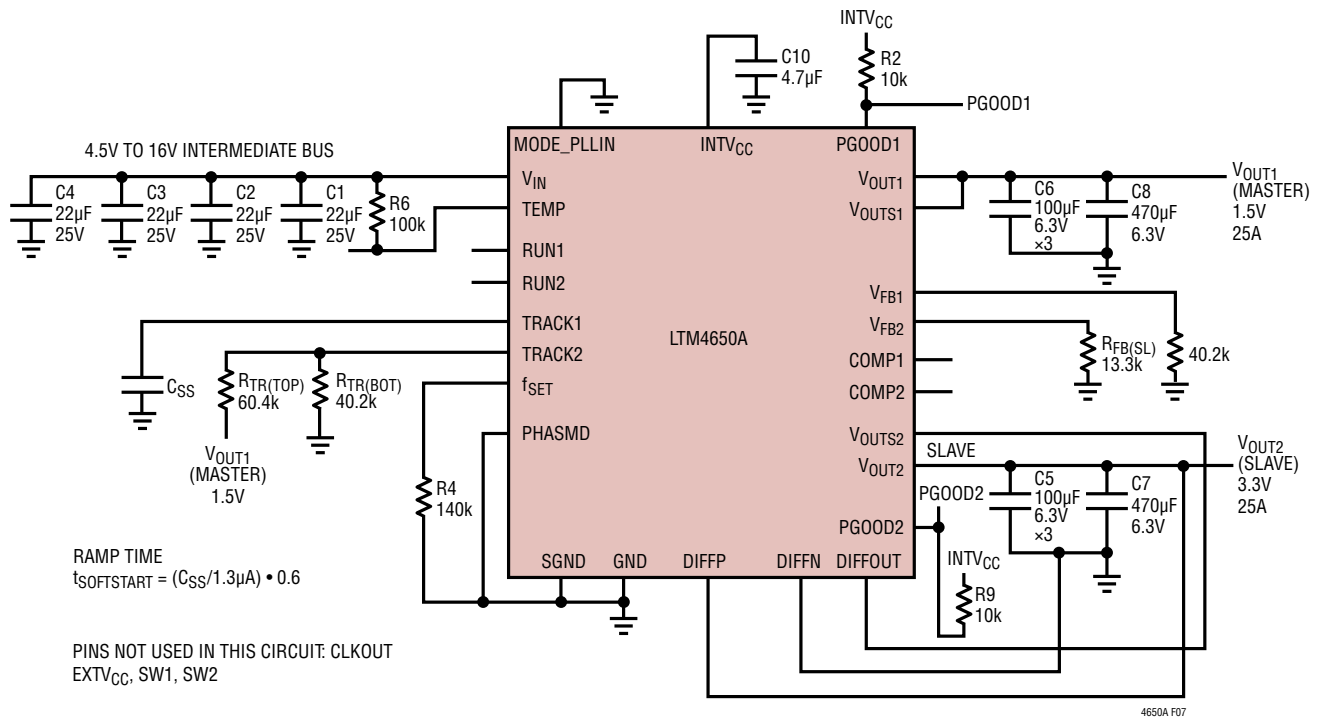 INTVCC
C10
4.7µF
R2
10k
PGOOD1
4.5V TO 16V INTERMEDIATE BUS
MODE_PLLIN
INTVCC
PGOOD1
C4
22µF
25V
C3
22µF
25V
C2
22µF
25V
C1
22µF
25V
R6
100k
VIN
TEMP
RUN1
RUN2
TRACK1
TRACK2
fSET
PHASMD
LTM4650A
VOUT1
VOUTS1
VFB1
VFB2
COMP1
COMP2
VOUTS2
VOUT2
PGOOD2
C6
100µF
6.3V
×3
C8
470µF
6.3V
VOUT1
(MASTER)
1.5V
25A
RFB(SL)
13.3k
40.2k
CSS
RTR(TOP)
60.4k
RTR(BOT)
40.2k
VOUT1
(MASTER)
1.5V
R4
140k
SLAVE
PGOOD2
C5
100µF
6.3V
×3
C7
470µF
6.3V
VOUT2
(SLAVE)
3.3V
25A
INTVCC
R9
10k
SGND
GND
DIFFP
DIFFN
DIFFOUT
RAMP TIME
tSOFTSTART = (CSS/1.3µA) • 0.6
PINS NOT USED IN THIS CIRCUIT: CLKOUT
EXTVCC, SW1, SW2
4650A F07